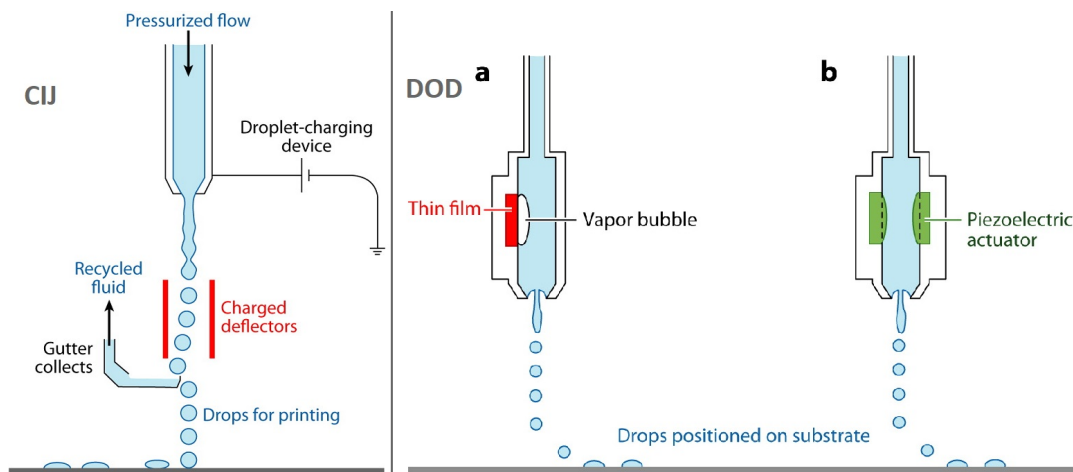 Pressurized flow
CIJ
Droplet-charging
device
Recycled
fluid
Charged
deflectors
Gutter
collects
Drops for printing
DOD
a
Thin film
Vapor bubble
b
Piezoelectric
actuator
Drops positioned on substrate